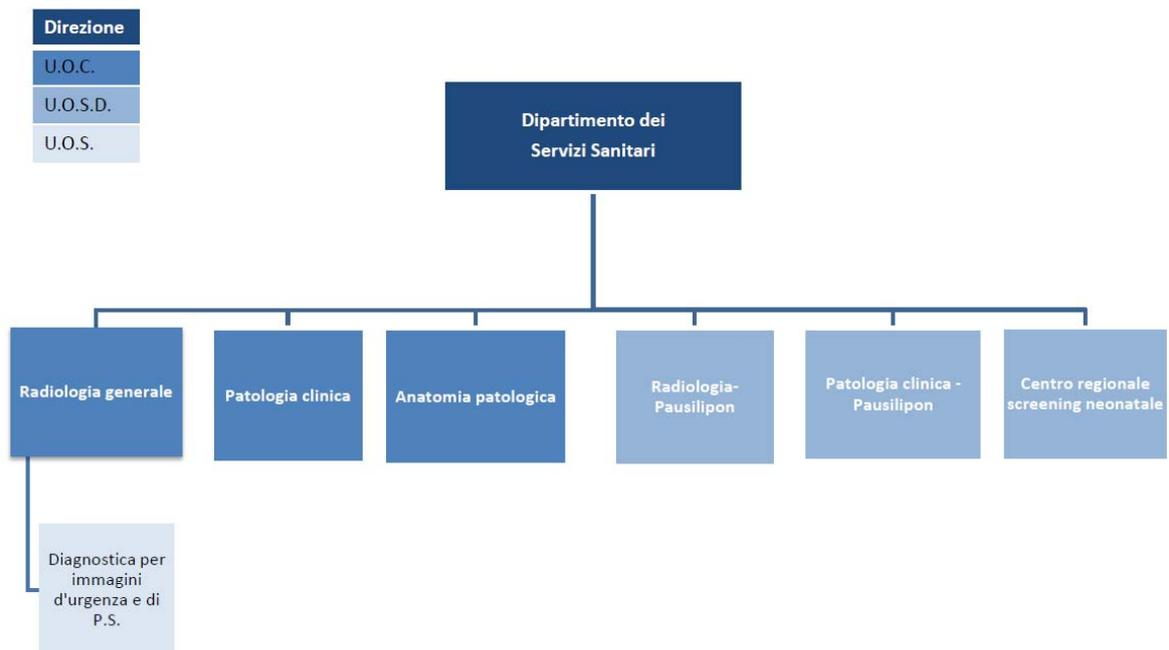 Direzione
U.O.C.
U.O.S.D.
U.O.S.
Dipartimento dei
Servizi Sanitari
Radiologia generale
Patologia clinica
Anatomia patologica
Radiologia-
Pausilipon
Patologia clinica -
Pausilipon
Centro regionale
screening neonatale
Diagnostica per
immagini
d'urgenza e di
P.S.